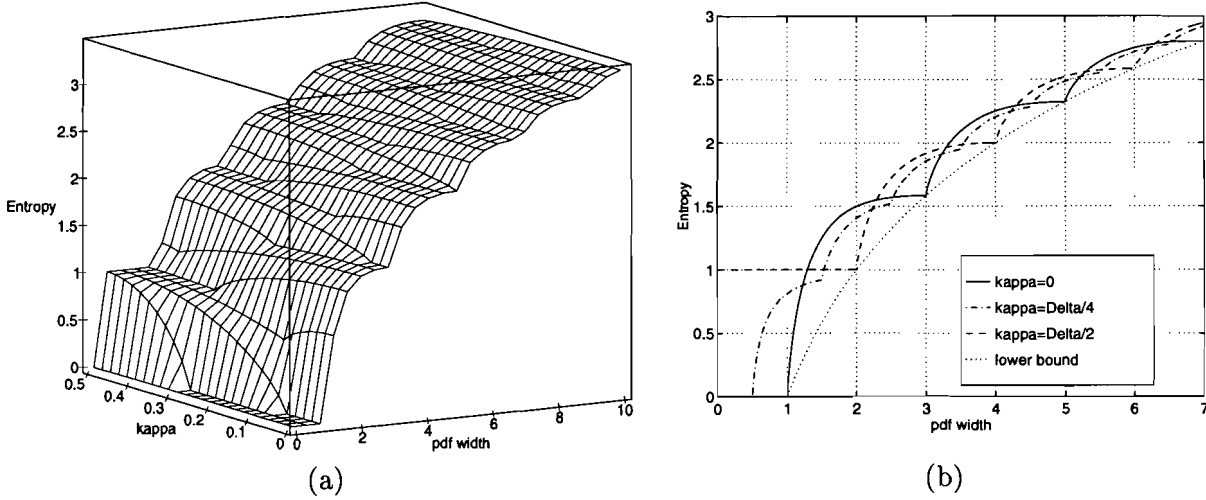 3
2.5
2
1.5
1
0.5
0
Entropy
0.5
0.4
0.3
0.2
0.1
0
kappa
0
2
4
6
8
10
pdf width
(a)
3
2.5
2
1.5
1
0.5
0
Entropy
0 1 2 3 4 5 6 7
pdf width
kappa=0
kappa=Delta/4
kappa=Delta/2
lower bound
(b)